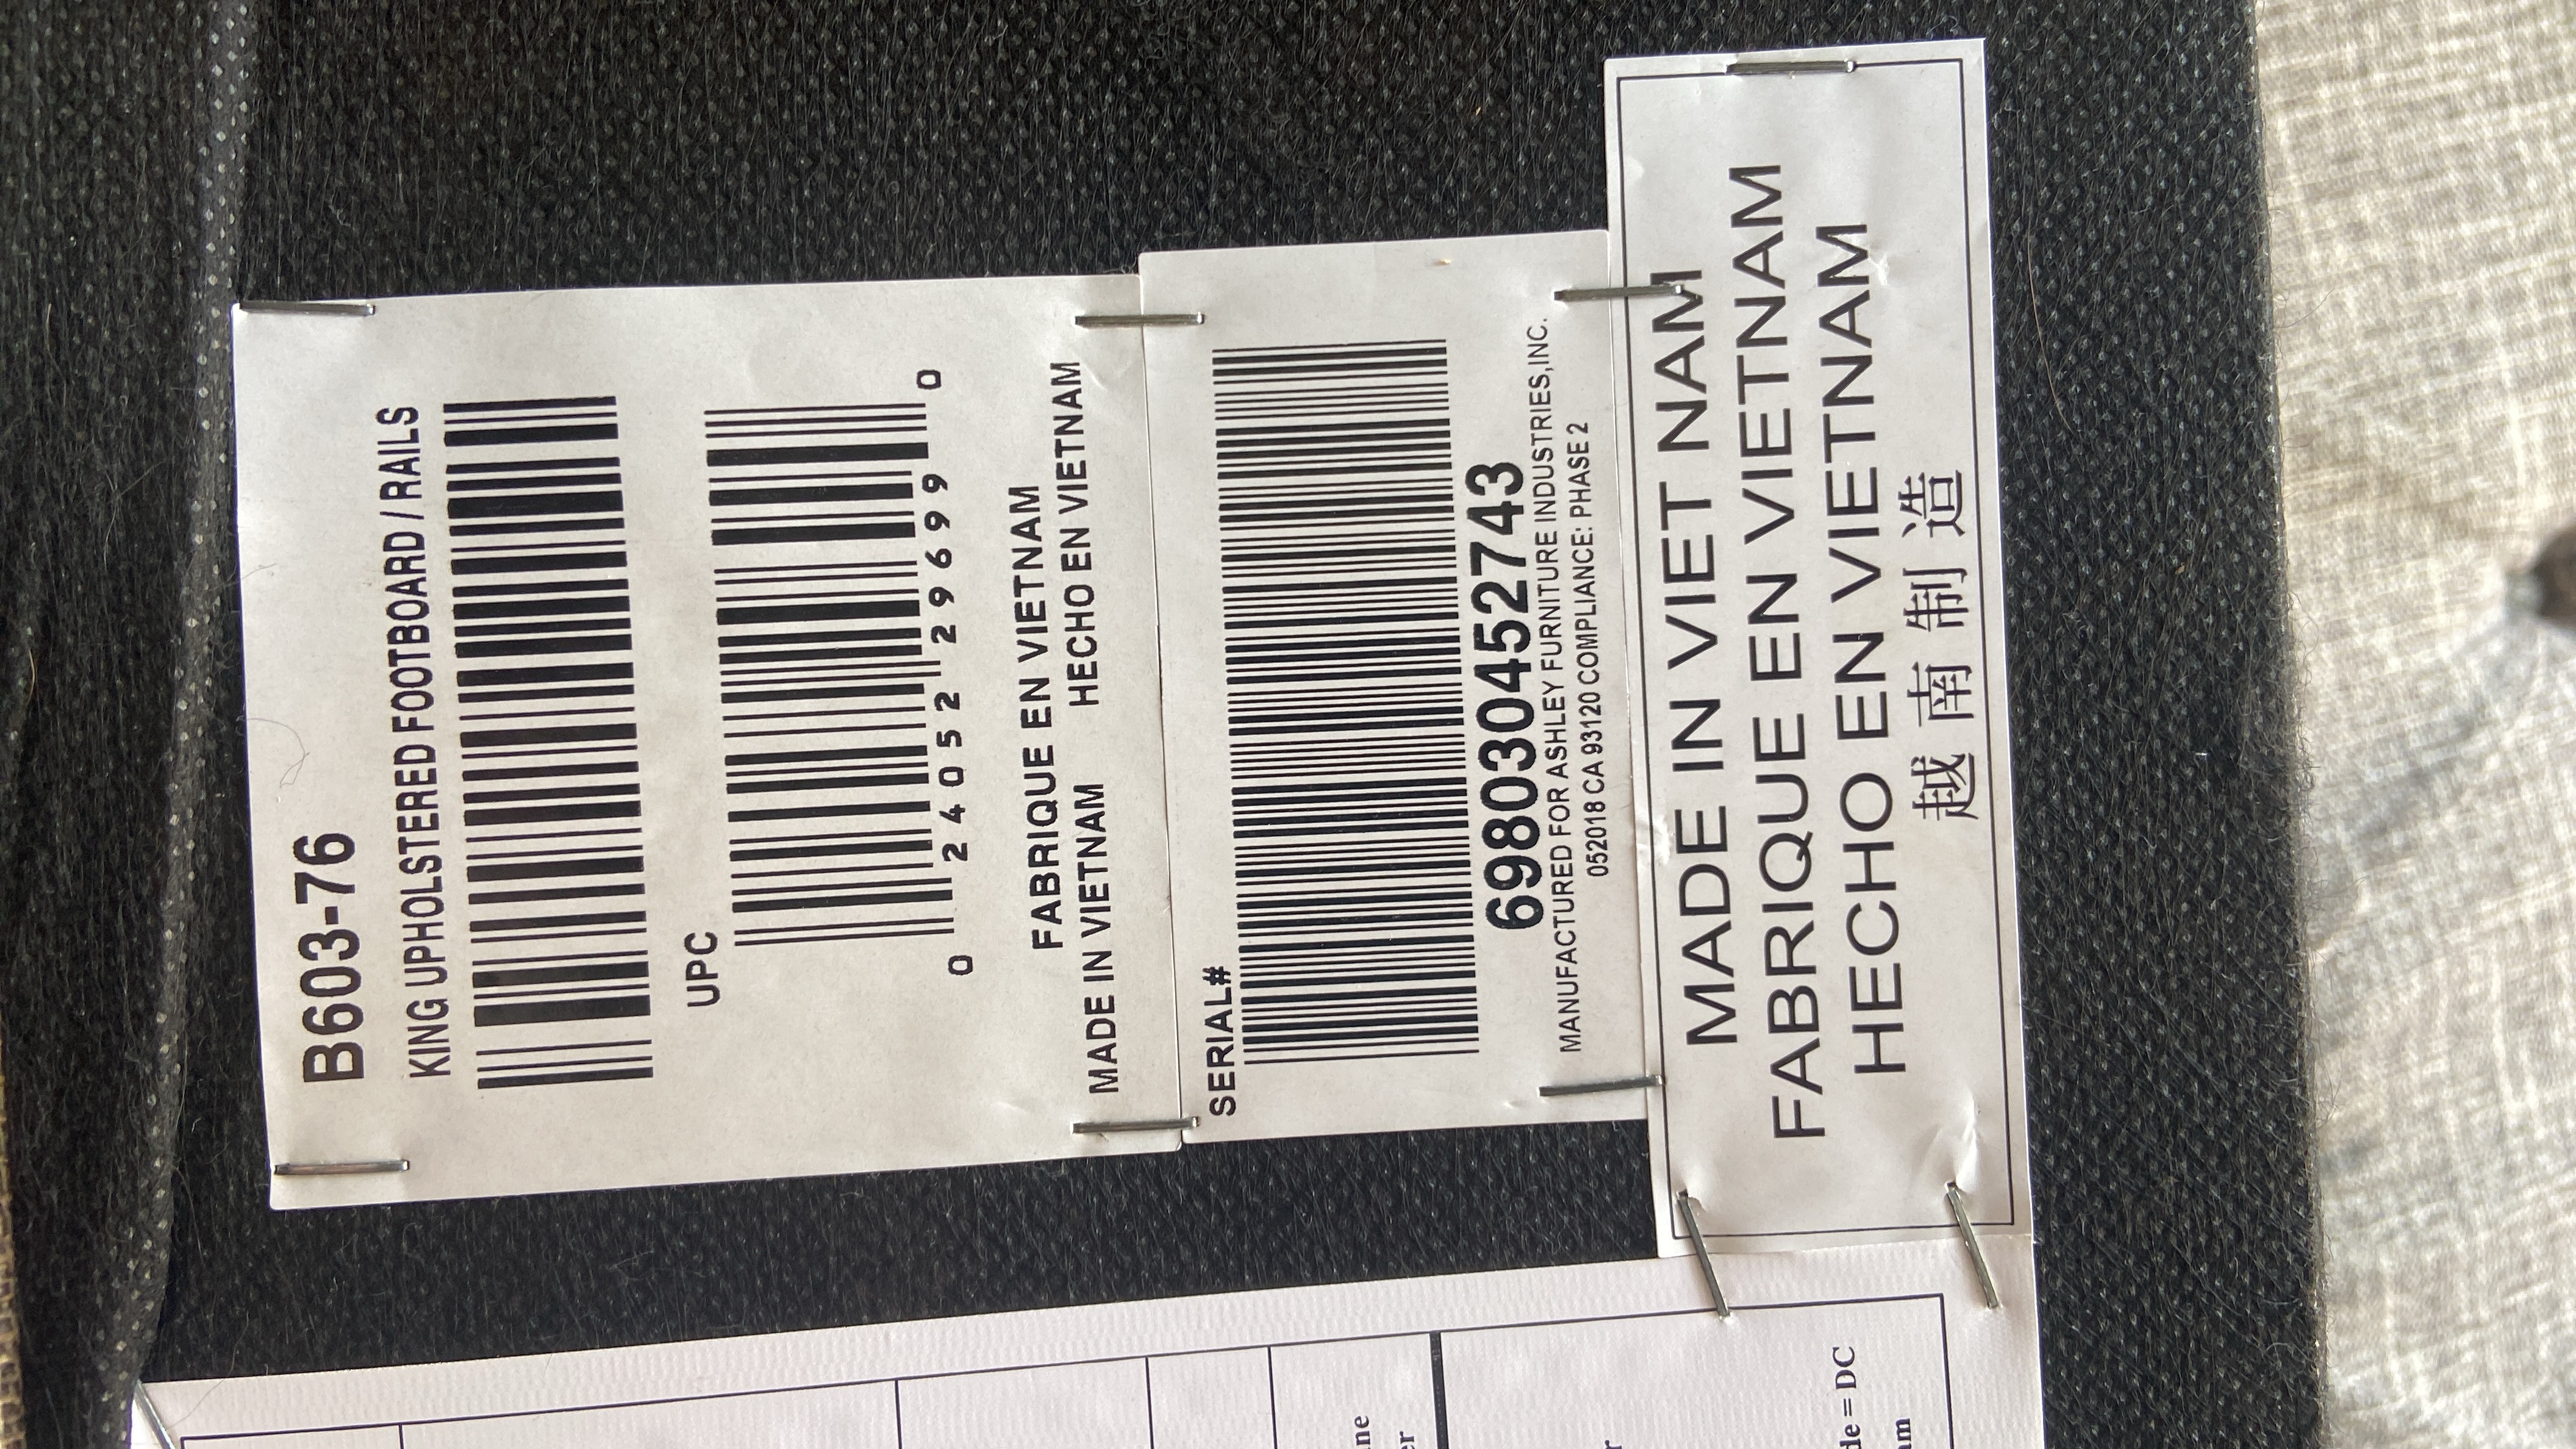 B603-76
KING UPHOLSTERED FOOTBOARD / RAILS
UPC
0 24052 29699 0
FABRIQUE EN VIETNAM
MADE IN VIETNAM HECHO EN VIETNAM
SERIAL#
698030452743
MANUFACTURED FOR ASHLEY FURNITURE INDUSTRIES,INC.
052018 CA 93120 COMPLIANCE: PHASE 2
MADE IN VIET NAM
FABRIQUE EN VIETNAM
HECHO EN VIETNAM
越南制造
= DC